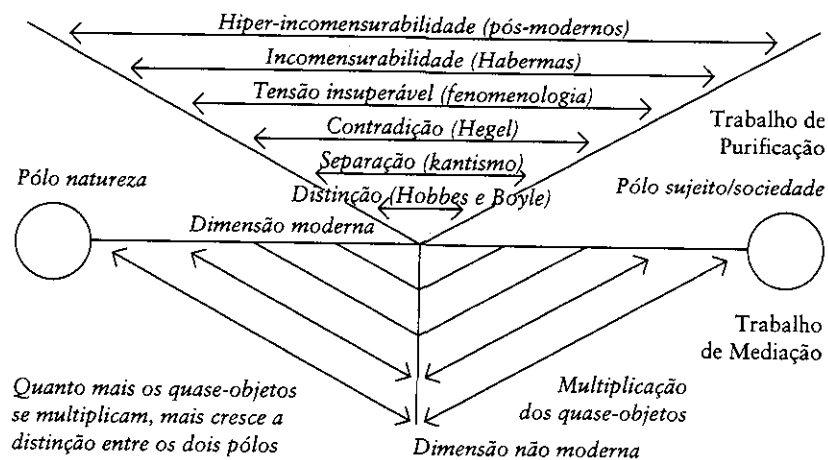 Hiper-incomensurabilidade (pós-modernos)
Incomensurabilidade (Habermas)
Tensão insuperável (fenomenologia)
Contradição (Hegel)
Trabalho de
Purificação
Separação (kantismo)
Pólo natureza
Pólo sujeito/sociedade
Distinção (Hobbes e Boyle)
Dimensão moderna
Trabalho
de Mediação
Quanto mais os quase-objetos
se multiplicam, mais cresce a
distinção entre os dois pólos
Multiplicação
dos quase-objetos
Dimensão não moderna